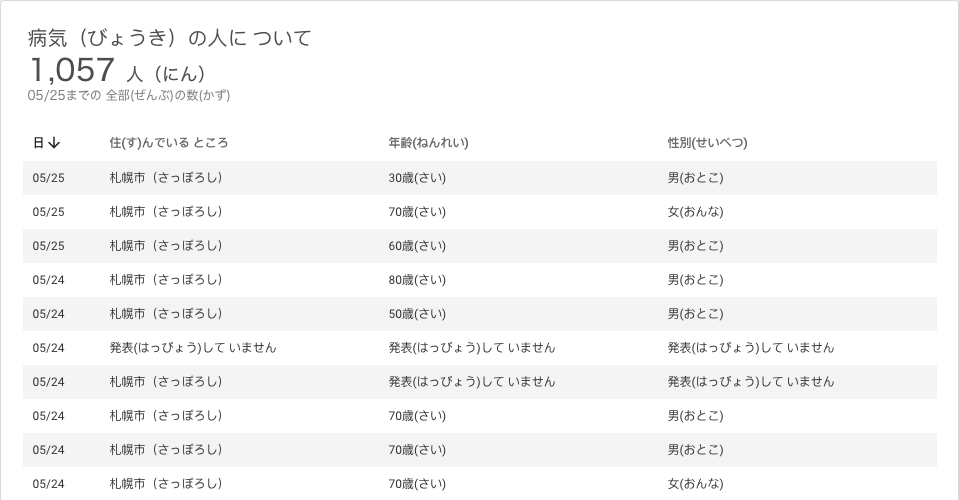 病気（びょうき）の人に ついて
1,057 人（にん）
05/25までの 全部(ぜんぶ)の数(かず)
日↓ 住(す)んでいる ところ 年齢(ねんれい) 性別(せいべつ)
05/25 札幌市（さっぽろし） 30歳(さい) 男(おとこ)
05/25 札幌市（さっぽろし） 70歳(さい) 女(おんな)
05/25 札幌市（さっぽろし） 60歳(さい) 男(おとこ)
05/24 札幌市（さっぽろし） 80歳(さい) 男(おとこ)
05/24 札幌市（さっぽろし） 50歳(さい) 男(おとこ)
05/24 発表(はっぴょう)して いません 発表(はっぴょう)して いません 発表(はっぴょう)して いません
05/24 札幌市（さっぽろし） 発表(はっぴょう)して いません 発表(はっぴょう)して いません
05/24 札幌市（さっぽろし） 70歳(さい) 男(おとこ)
05/24 札幌市（さっぽろし） 70歳(さい) 男(おとこ)
05/24 札幌市（さっぽろし） 70歳(さい) 女(おんな)